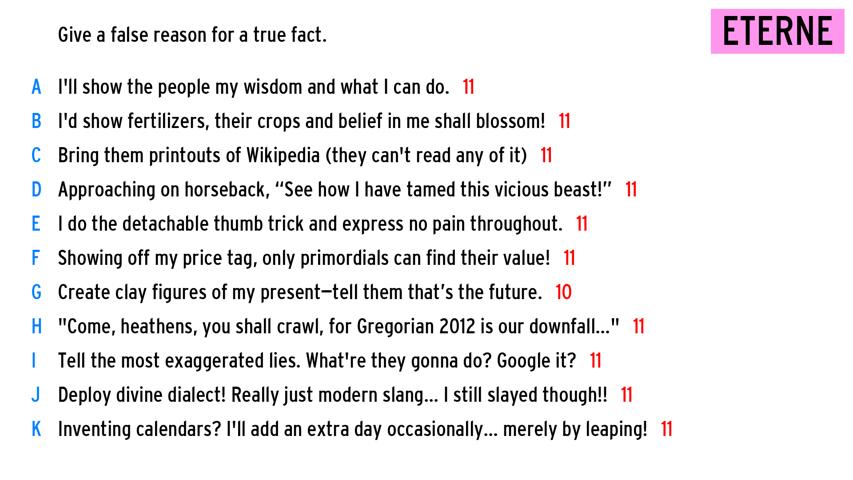 Give a false reason for a true fact.
ETERNE
A I'll show the people my wisdom and what I can do. 11
B I'd show fertilizers, their crops and belief in me shall blossom! 11
C Bring them printouts of Wikipedia (they can't read any of it) 11
D Approaching on horseback, “See how I have tamed this vicious beast!” 11
E I do the detachable thumb trick and express no pain throughout. 11
F Showing off my price tag, only primordials can find their value! 11
G Create clay figures of my present—tell them that’s the future. 10
H "Come, heathens, you shall crawl, for Gregorian 2012 is our downfall..." 11
I Tell the most exaggerated lies. What're they gonna do? Google it? 11
J Deploy divine dialect! Really just modern slang... I still slayed though!! 11
K Inventing calendars? I'll add an extra day occasionally... merely by leaping! 11